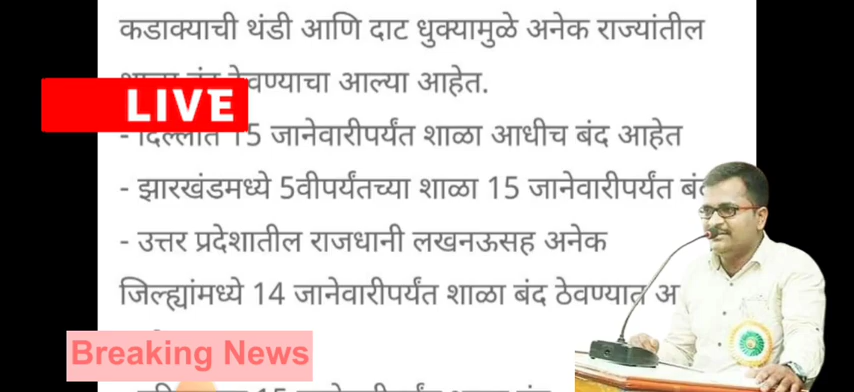 कडाक्याची थंडी आणि दाट धुक्यामुळे अनेक राज्यांतील
ठेवण्याचा आल्या आहेत.
LIVE
- दिल्लीत 15 जानेवारीपर्यंत शाळा आधीच बंद आहेत
- झारखंडमध्ये 5वीपर्यंतच्या शाळा 15 जानेवारीपर्यंत
- उत्तर प्रदेशातील राजधानी लखनऊसह अनेक
जिल्ह्यांमध्ये 14 जानेवारीपर्यंत शाळा बंद ठेवण्यात
Breaking News